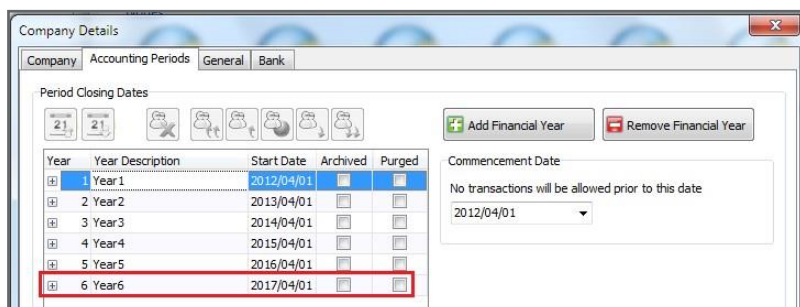 Company Details
Company Accounting Periods General Bank
Period Closing Dates
21 21
Add Financial Year Remove Financial Year
Year Year Description Start Date Archived Purged
1 Year1 2012/04/01
2 Year2 2013/04/01
3 Year3 2014/04/01
4 Year4 2015/04/01
5 Year5 2016/04/01
6 Year6 2017/04/01
Commencement Date
No transactions will be allowed prior to this date
2012/04/01